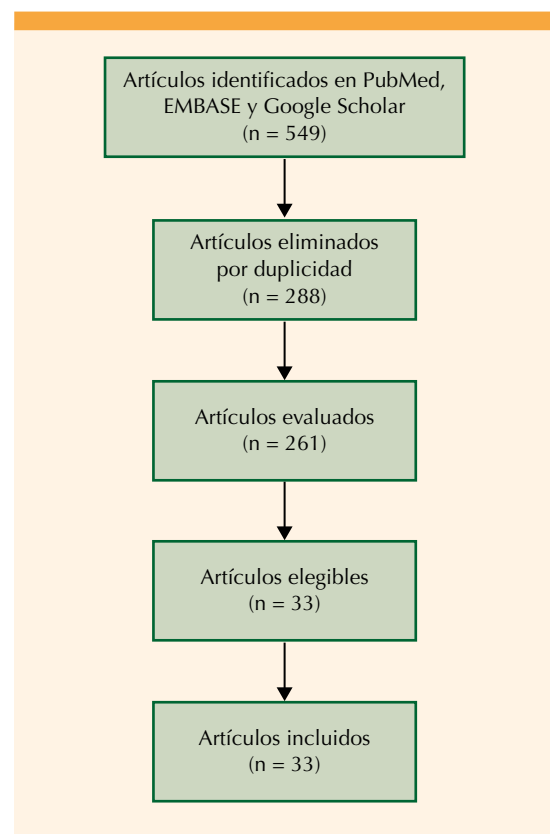 Artículos identificados en PubMed,
EMBASE y Google Scholar
(n = 549)
Artículos eliminados
por duplicidad
(n = 288)
Artículos evaluados
(n = 261)
Artículos elegibles
(n = 33)
Artículos incluidos
(n = 33)